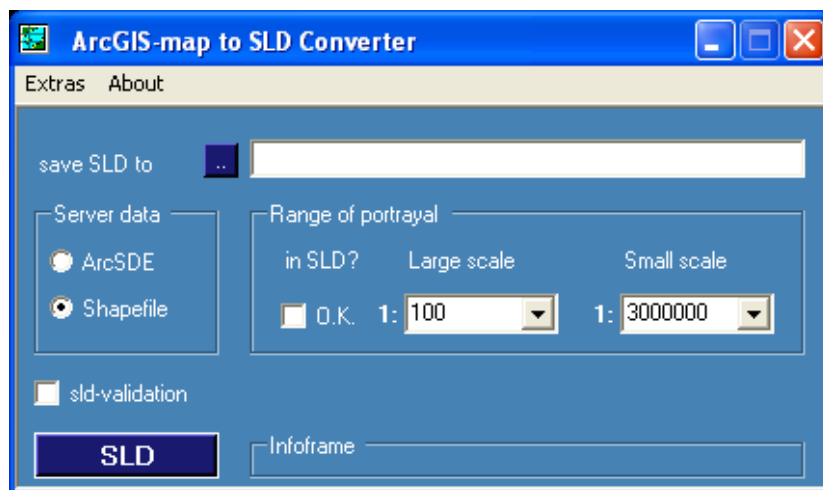 ArcGIS-map to SLD Converter
Extras About
save SLD to ..
Server data
ArcSDE
Shapefile
Range of portrayal
in SLD? Large scale Small scale
O.K. 1: 100 1: 3000000
sld-validation
SLD
Infoframe